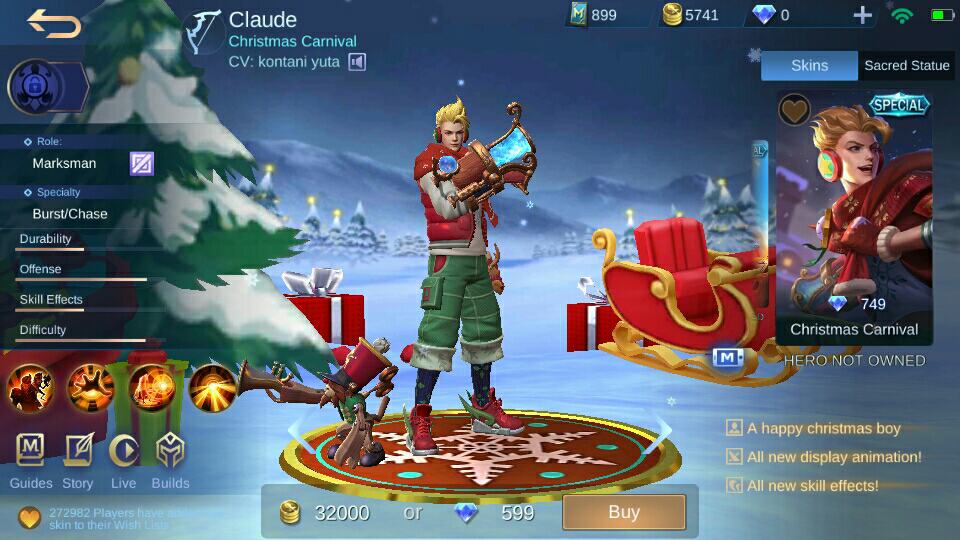 Claude
Christmas Carnival
CV: kontani yuta
899
5741
0
Skins
Sacred Statue
Role:
Marksman
Specialty
Burst/Chase
Durability
Offense
Skill Effects
Difficulty
SPECIAL
749
Christmas Carnival
M
HERO NOT OWNED
A happy christmas boy
All new display animation!
All new skill effects!
Guides
Story
Live
Builds
272982 Players have
skin to their Wish Lists
32000
or
599
Buy